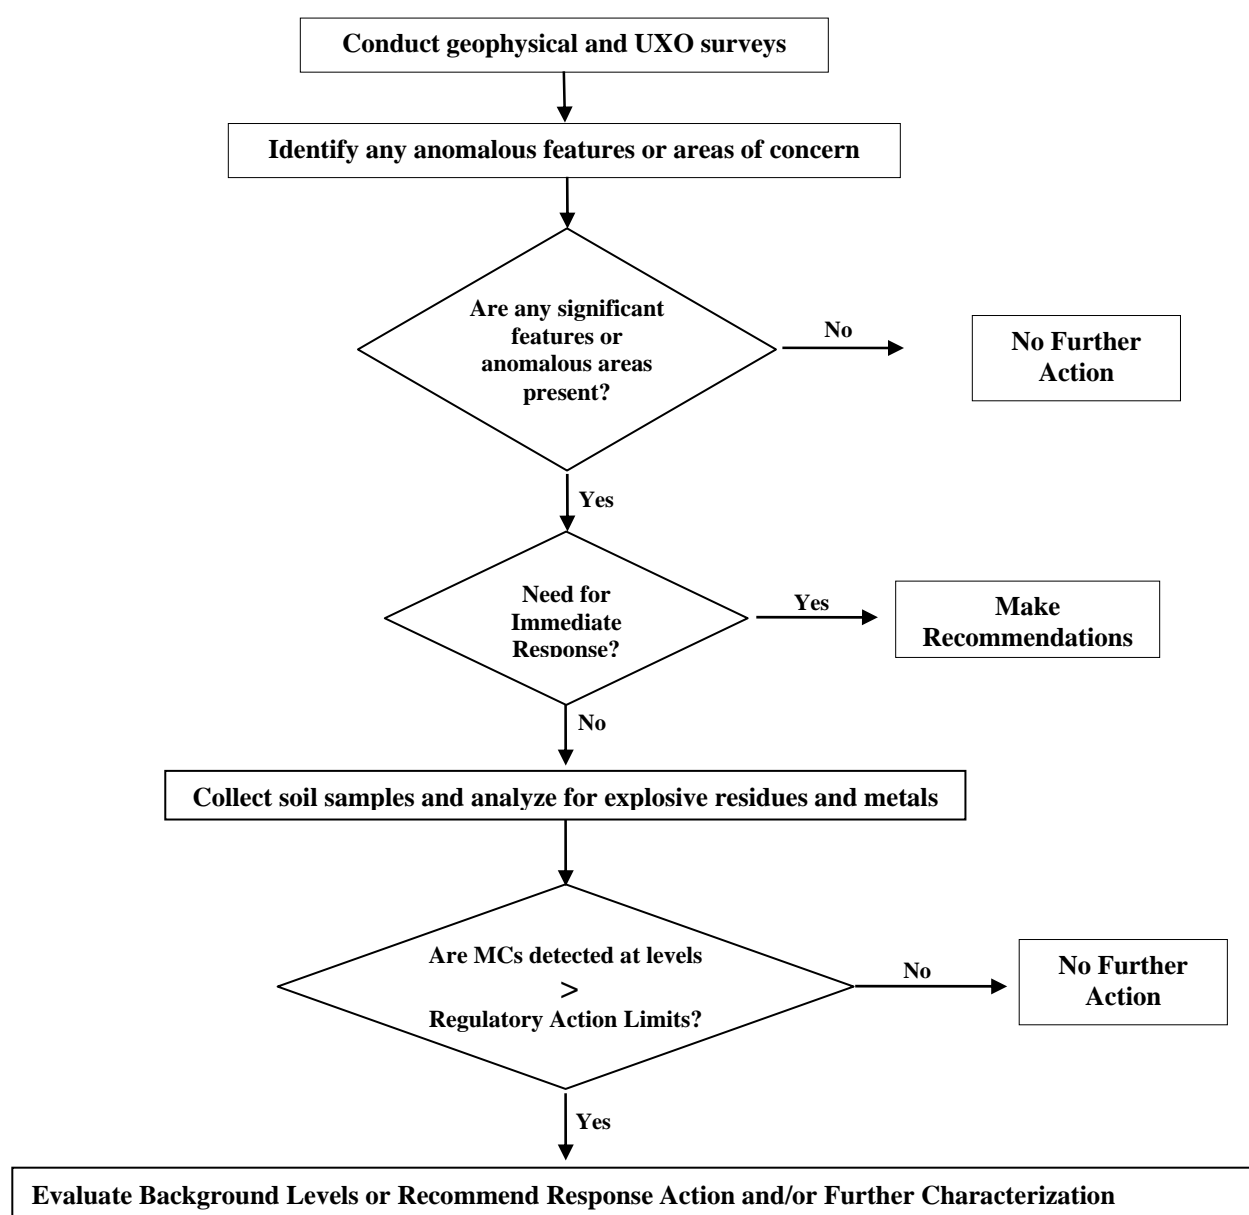 Conduct geophysical and UXO surveys
Identify any anomalous features or areas of concern
Are any significant
features or
anomalous areas
present?
No
No Further
Action
Yes
Need for
Immediate
Response?
Yes
Make
Recommendations
No
Collect soil samples and analyze for explosive residues and metals
Are MCs detected at levels
>
Regulatory Action Limits?
No
No Further
Action
Yes
Evaluate Background Levels or Recommend Response Action and/or Further Characterization